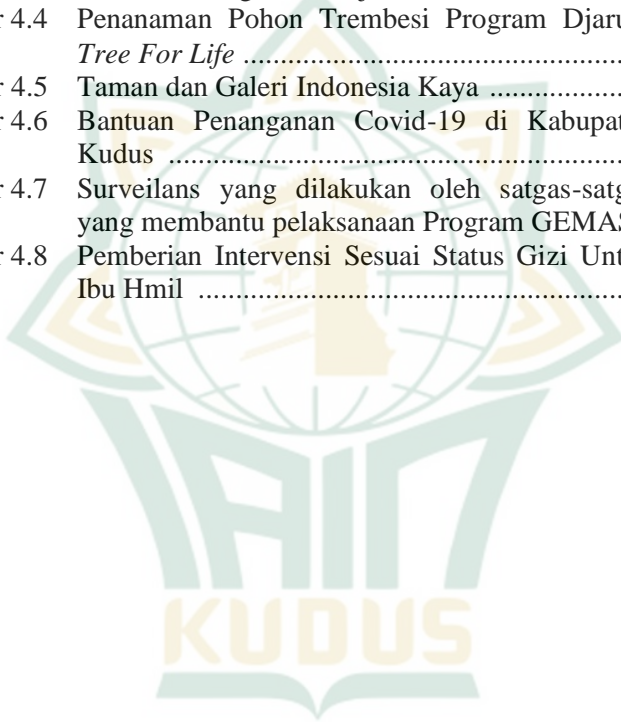 r 4.4 Penanaman Pohon Trembesi Program Djaru
Tree For Life ........................................................
r 4.5 Taman dan Galeri Indonesia Kaya ....................
r 4.6 Bantuan Penanganan Covid-19 di Kabupat
Kudus ..................................................................
r 4.7 Surveilans yang dilakukan oleh satgas-satg
yang membantu pelaksanaan Program GEMAS
r 4.8 Pemberian Intervensi Sesuai Status Gizi Unt
Ibu Hmil ..............................................................
IAIN
KUDUS